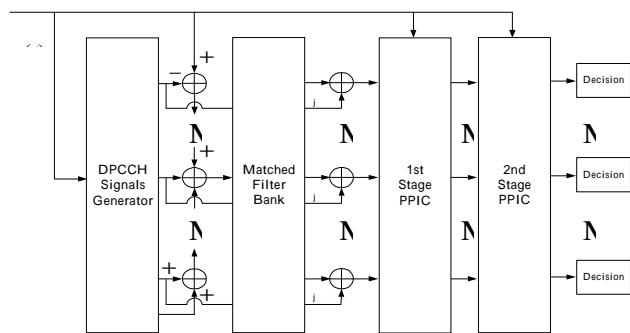 DPCCH
Signals
Generator
Matched
Filter
Bank
1st
Stage
PPIC
2nd
Stage
PPIC
Decision
Decision
Decision
j
j
j
+
−
+
+
+